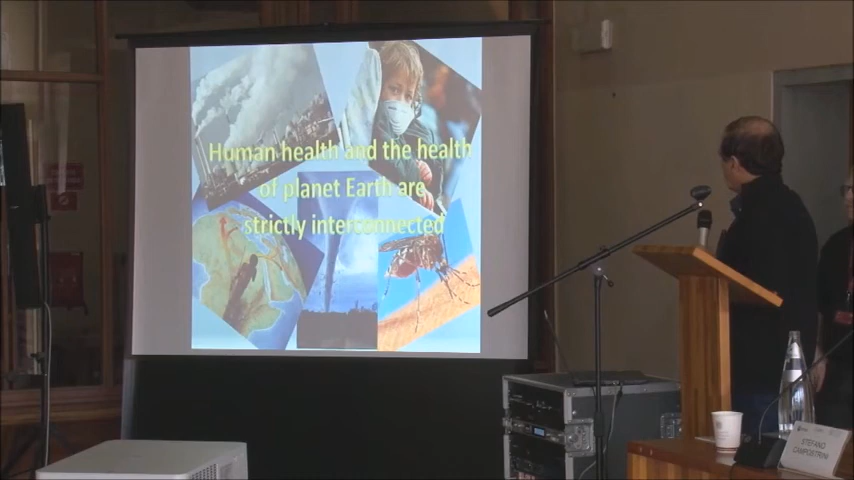 Human health and the health
of planet Earth are
strictly interconnected
STEFANO
CAMPOSTRINI